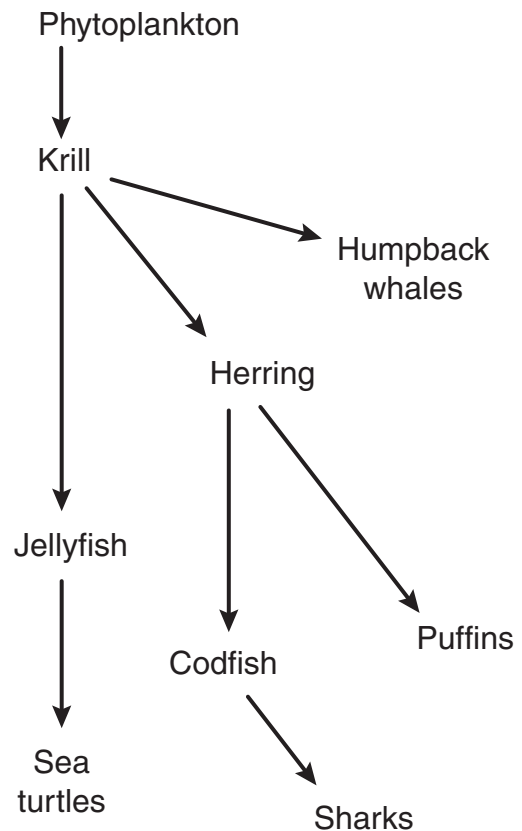 Phytoplankton
Krill
Humpback
whales
Herring
Jellyfish
Puffins
Codfish
Sea
turtles
Sharks